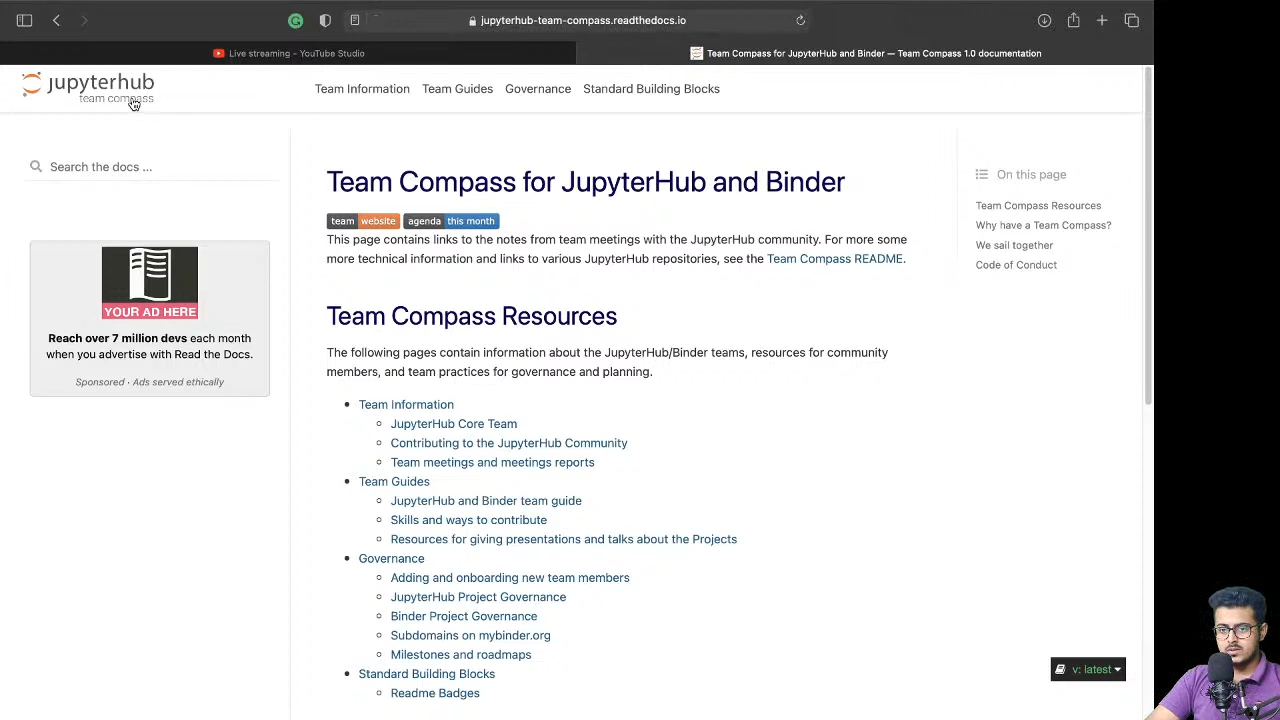 jupyterhub-team-compass.readthedocs.io
Live streaming - YouTube Studio
Team Compass for JupyterHub and Binder — Team Compass 1.0 documentation
jupyterhub
team compass
Team Information
Team Guides
Governance
Standard Building Blocks
Search the docs ...
YOUR AD HERE
Reach over 7 million devs each month
when you advertise with Read the Docs.
Sponsored · Ads served ethically
Team Compass for JupyterHub and Binder
team website agenda this month
This page contains links to the notes from team meetings with the JupyterHub community. For more some
more technical information and links to various JupyterHub repositories, see the Team Compass README.
Team Compass Resources
The following pages contain information about the JupyterHub/Binder teams, resources for community
members, and team practices for governance and planning.
Team Information
JupyterHub Core Team
Contributing to the JupyterHub Community
Team meetings and meetings reports
Team Guides
JupyterHub and Binder team guide
Skills and ways to contribute
Resources for giving presentations and talks about the Projects
Governance
Adding and onboarding new team members
JupyterHub Project Governance
Binder Project Governance
Subdomains on mybinder.org
Milestones and roadmaps
Standard Building Blocks
Readme Badges
On this page
Team Compass Resources
Why have a Team Compass?
We sail together
Code of Conduct
v: latest